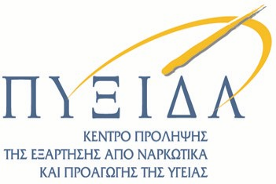 ΠΥΞΙΔΑ
ΚΕΝΤΡΟ ΠΡΟΛΗΨΗΣ
ΤΗΣ ΕΞΑΡΤΗΣΗΣ ΑΠΟ ΝΑΡΚΩΤΙΚΑ
ΚΑΙ ΠΡΟΑΓΩΓΗΣ ΤΗΣ ΥΓΕΙΑΣ